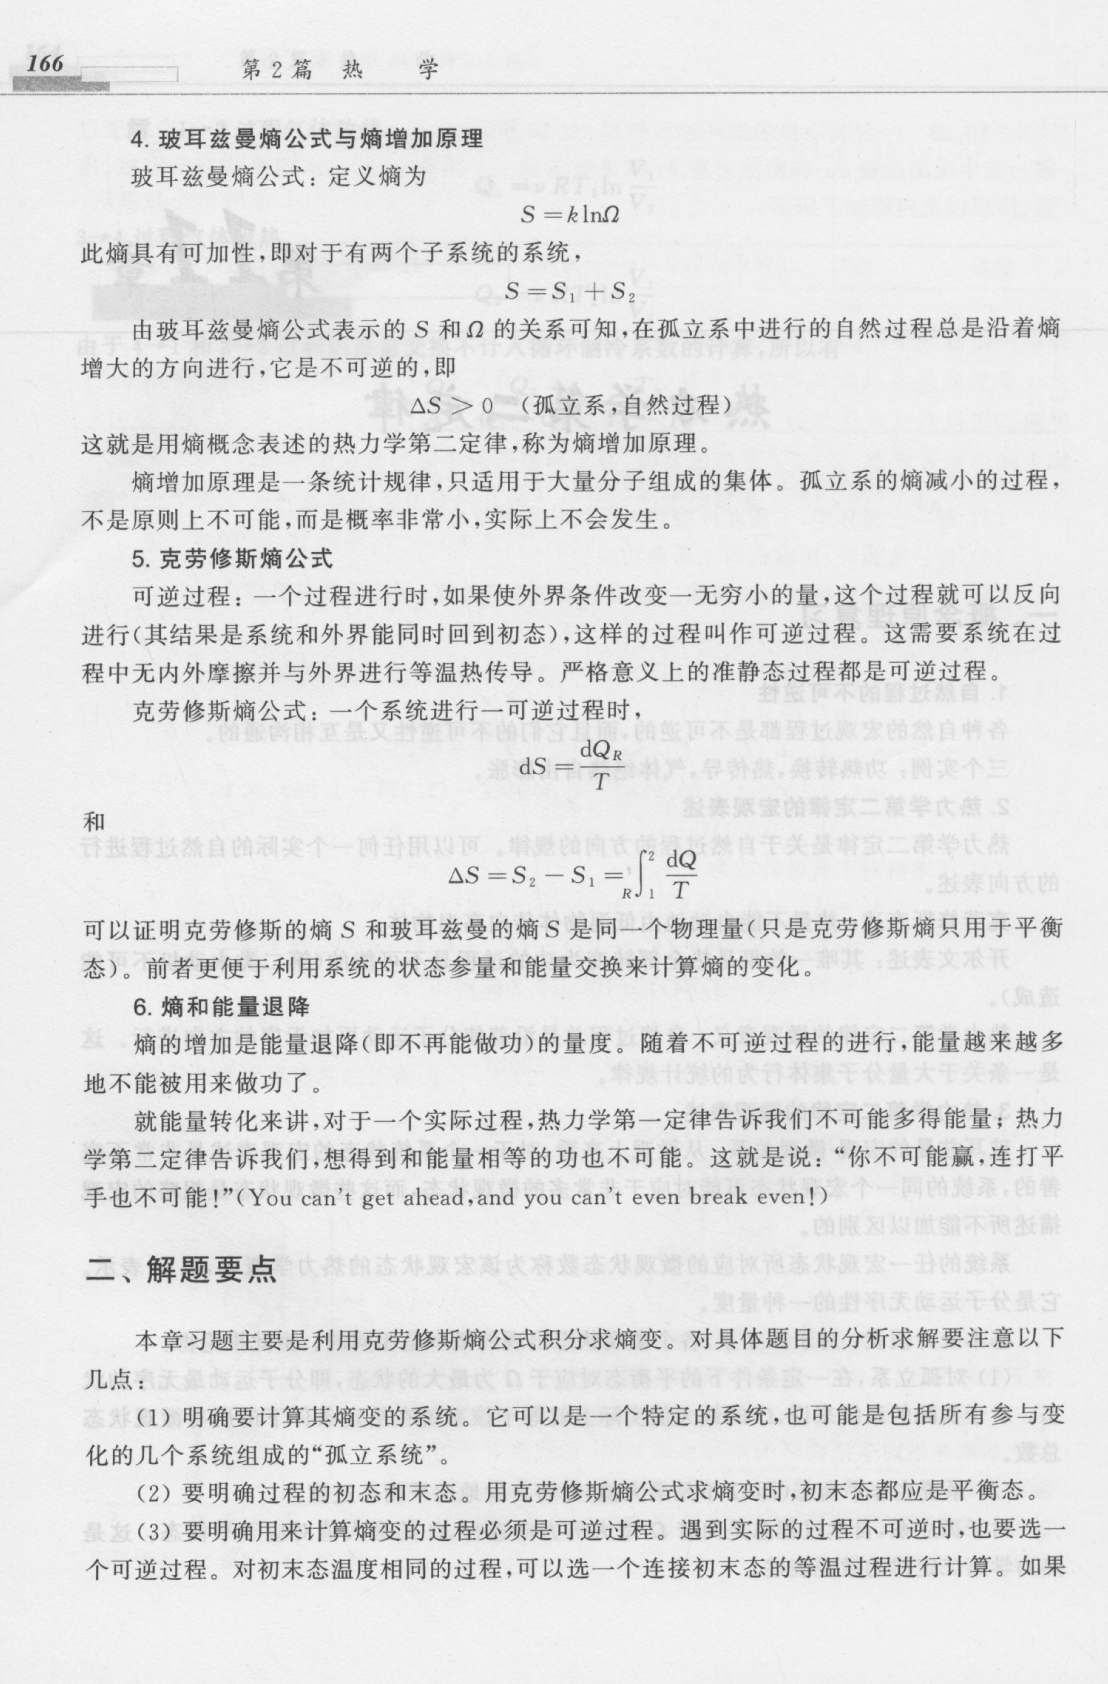 166
第 2 篇 热 学
4. 玻耳兹曼熵公式与熵增加原理
玻耳兹曼熵公式：定义熵为
S＝klnΩ
此熵具有可加性，即对于有两个子系统的系统，
S＝S₁＋S₂
由玻耳兹曼熵公式表示的 S 和 Ω 的关系可知，在孤立系中进行的自然过程总是沿着熵
增大的方向进行，它是不可逆的，即
ΔS＞0 （孤立系，自然过程）
这就是用熵概念表述的热力学第二定律，称为熵增加原理。
熵增加原理是一条统计规律，只适用于大量分子组成的集体。孤立系的熵减小的过程，
不是原则上不可能，而是概率非常小，实际上不会发生。
5. 克劳修斯熵公式
可逆过程：一个过程进行时，如果使外界条件改变一无穷小的量，这个过程就可以反向
进行(其结果是系统和外界能同时回到初态)，这样的过程叫作可逆过程。这需要系统在过
程中无内外摩擦并与外界进行等温热传导。严格意义上的准静态过程都是可逆过程。
克劳修斯熵公式：一个系统进行一可逆过程时，
dS＝dQ_R/T
和
ΔS＝S₂－S₁＝_R∫₁² dQ/T
可以证明克劳修斯的熵 S 和玻耳兹曼的熵 S 是同一个物理量(只是克劳修斯熵只用于平衡
态)。前者更便于利用系统的状态参量和能量交换来计算熵的变化。
6. 熵和能量退降
熵的增加是能量退降(即不再能做功)的量度。随着不可逆过程的进行，能量越来越多
地不能被用来做功了。
就能量转化来讲，对于一个实际过程，热力学第一定律告诉我们不可能多得能量；热力
学第二定律告诉我们，想得到和能量相等的功也不可能。这就是说：“你不可能赢，连打平
手也不可能！”(You can't get ahead, and you can't even break even!)
二、解题要点
本章习题主要是利用克劳修斯熵公式积分求熵变。对具体题目的分析求解要注意以下
几点：
(1) 明确要计算其熵变的系统。它可以是一个特定的系统，也可能是包括所有参与变
化的几个系统组成的“孤立系统”。
(2) 要明确过程的初态和末态。用克劳修斯熵公式求熵变时，初末态都应是平衡态。
(3) 要明确用来计算熵变的过程必须是可逆过程。遇到实际的过程不可逆时，也要选一
个可逆过程。对初末态温度相同的过程，可以选一个连接初末态的等温过程进行计算。如果